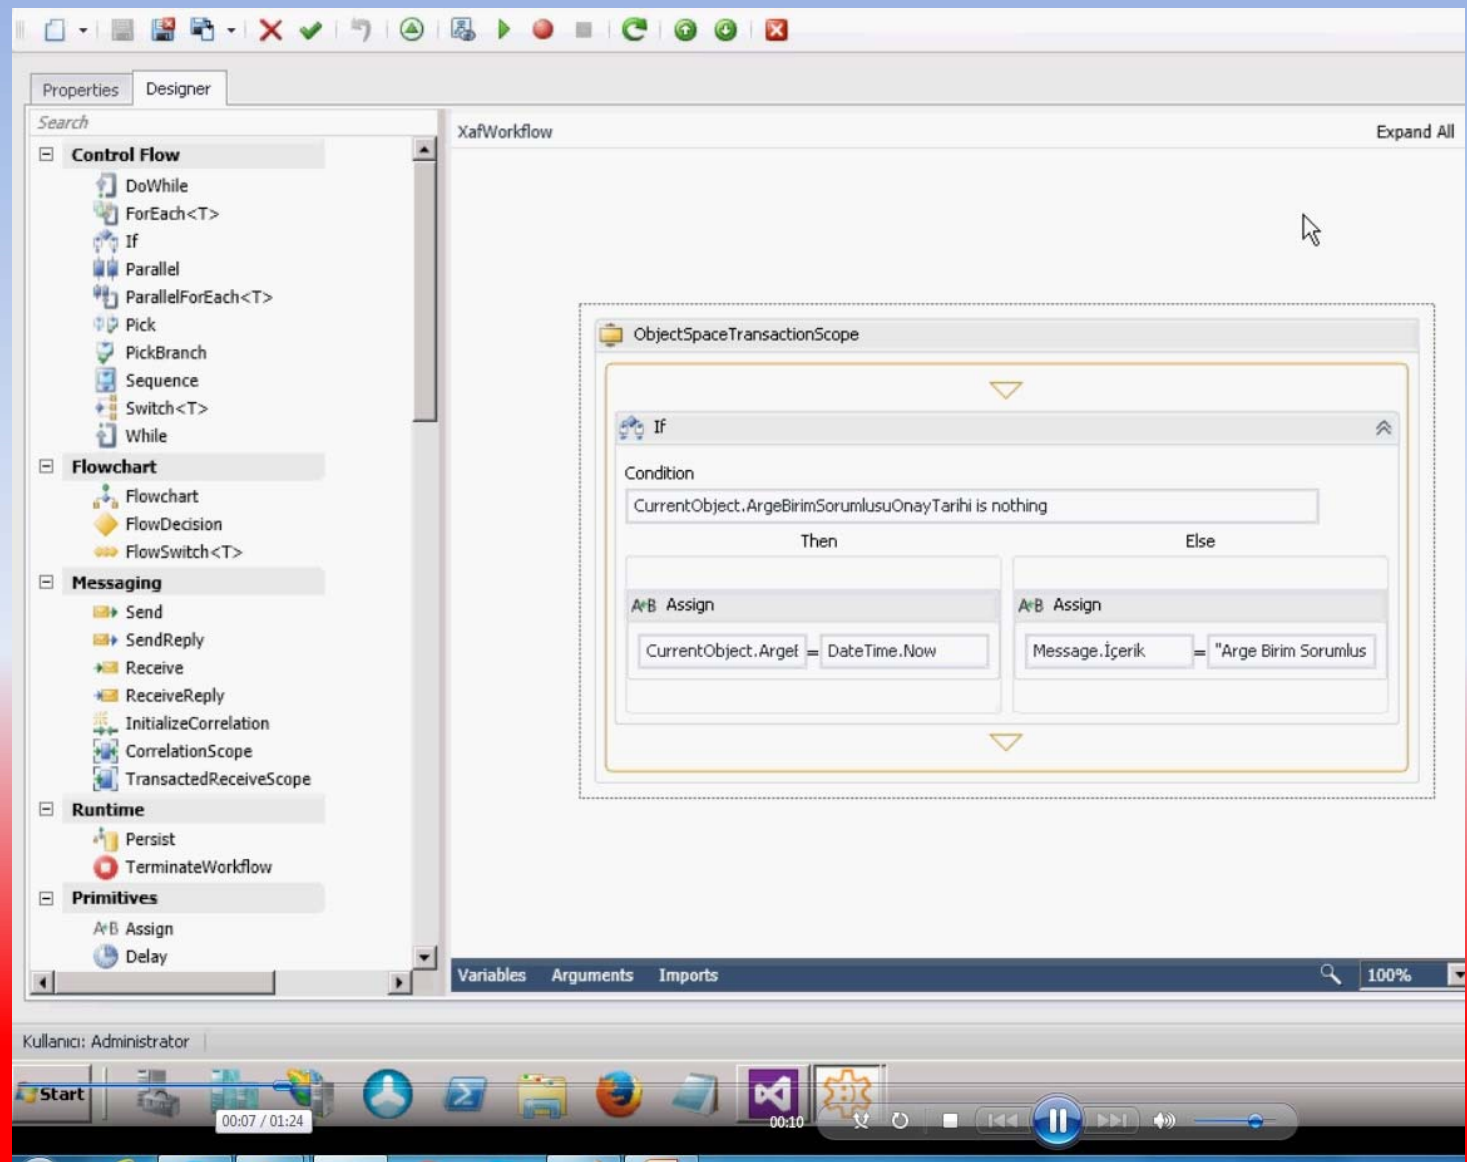 Properties
Designer
Search
XafWorkflow
Expand All
Control Flow
DoWhile
ForEach<T>
If
Parallel
ParallelForEach<T>
Pick
PickBranch
Sequence
Switch<T>
While
Flowchart
Flowchart
FlowDecision
FlowSwitch<T>
Messaging
Send
SendReply
Receive
ReceiveReply
InitializeCorrelation
CorrelationScope
TransactedReceiveScope
Runtime
Persist
TerminateWorkflow
Primitives
A+B Assign
Delay
ObjectSpaceTransactionScope
If
Condition
CurrentObject.ArgeBirimSorumlusuOnayTarihi is nothing
Then
Else
A+B Assign
A+B Assign
CurrentObject.Arge = DateTime.Now
Message.İçerik = "Arge Birim Sorumlus
Variables
Arguments
Imports
100%
Kullanıcı: Administrator
Start
00:07 / 01:24
00:10